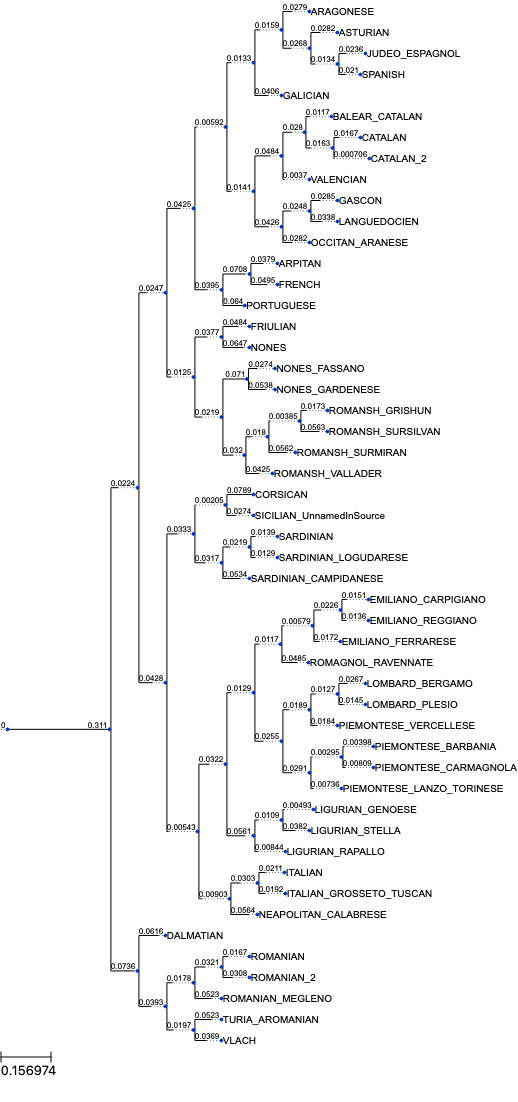 0.0279 ARAGONESE
0.0159
0.0282 ASTURIAN
0.0268
0.0236 JUDEO_ESPAGNOL
0.0133 0.0134
0.021 SPANISH
0.0406 GALICIAN
0.00592
0.0117 BALEAR_CATALAN
0.028
0.0167 CATALAN
0.0163
0.0484
0.000706 CATALAN_2
0.0037 VALENCIAN
0.0141
0.0285 GASCON
0.0248
0.0425
0.0338 LANGUEDOCIEN
0.0426
0.0282 OCCITAN_ARANESE
0.0379 ARPITAN
0.0708
0.0495 FRENCH
0.0247 0.0395
0.064 PORTUGUESE
0.0484 FRIULIAN
0.0377
0.0647 NONES
0.0274 NONES_FASSANO
0.0125 0.071
0.0538 NONES_GARDENESE
0.0173 ROMANSH_GRISHUN
0.0219 0.00385
0.0563 ROMANSH_SURSILVAN
0.018
0.0562 ROMANSH_SURMIRAN
0.032
0.0425 ROMANSH_VALLADER
0.0224
0.0789 CORSICAN
0.00205
0.0274 SICILIAN_UnnamedInSource
0.0333
0.0139 SARDINIAN
0.0219
0.0129 SARDINIAN_LOGUDARESE
0.0317
0.0534 SARDINIAN_CAMPIDANESE
0.0151 EMILIANO_CARPIGIANO
0.0226
0.0136 EMILIANO_REGGIANO
0.00579
0.0172 EMILIANO_FERRARESE
0.0117
0.0485 ROMAGNOL_RAVENNATE
0.0428
0.0267 LOMBARD_BERGAMO
0.0129 0.0127
0.0145 LOMBARD_PLESIO
0.0189
0.0184 PIEMONTESE_VERCELLESE
0 0.311
0.0255
0.00398 PIEMONTESE_BARBANIA
0.00295
0.0322
0.00809 PIEMONTESE_CARMAGNOLA
0.0291
0.00736 PIEMONTESE_LANZO_TORINESE
0.00493 LIGURIAN_GENOESE
0.0109
0.00543 0.0561
0.0382 LIGURIAN_STELLA
0.00844 LIGURIAN_RAPALLO
0.0211 ITALIAN
0.0303
0.0192 ITALIAN_GROSSETO_TUSCAN
0.00903
0.0564 NEAPOLITAN_CALABRESE
0.0616 DALMATIAN
0.0167 ROMANIAN
0.0321
0.0736
0.0308 ROMANIAN_2
0.0178
0.0523 ROMANIAN_MEGLENO
0.0393
0.0523 TURIA_AROMANIAN
0.0197
0.0369 VLACH
0.156974